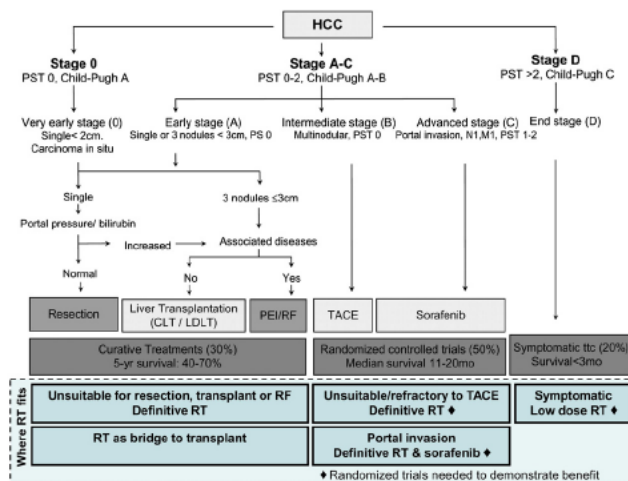 HCC
Stage 0
PST 0, Child-Pugh A
Stage A-C
PST 0-2, Child-Pugh A-B
Stage D
PST >2, Child-Pugh C
Very early stage (0)
Single< 2cm.
Carcinoma in situ
Early stage (A)
Single or 3 nodules < 3cm, PS 0
Intermediate stage (B)
Multinodular, PST 0
Advanced stage (C)
Portal invasion, N1,M1, PST 1-2
End stage (D)
Single
3 nodules ≤3cm
Portal pressure/ bilirubin
Increased
Associated diseases
Normal
No
Yes
Resection
Liver Transplantation
(CLT / LDLT)
PEI/RF
TACE
Sorafenib
Curative Treatments (30%)
5-yr survival: 40-70%
Randomized controlled trials (50%)
Median survival 11-20mo
Symptomatic ttc (20%)
Survival<3mo
Where RT fits
Unsuitable for resection, transplant or RF
Definitive RT
Unsuitable/refractory to TACE
Definitive RT ♦
Symptomatic
Low dose RT ♦
RT as bridge to transplant
Portal invasion
Definitive RT & sorafenib ♦
♦ Randomized trials needed to demonstrate benefit